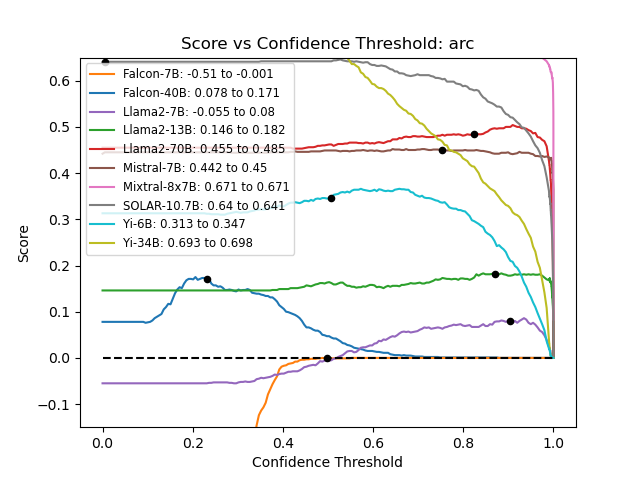 Score vs Confidence Threshold: arc
Score
0.6
0.5
0.4
0.3
0.2
0.1
0.0
−0.1
Falcon-7B: -0.51 to -0.001
Falcon-40B: 0.078 to 0.171
Llama2-7B: -0.055 to 0.08
Llama2-13B: 0.146 to 0.182
Llama2-70B: 0.455 to 0.485
Mistral-7B: 0.442 to 0.45
Mixtral-8x7B: 0.671 to 0.671
SOLAR-10.7B: 0.64 to 0.641
Yi-6B: 0.313 to 0.347
Yi-34B: 0.693 to 0.698
0.0 0.2 0.4 0.6 0.8 1.0
Confidence Threshold